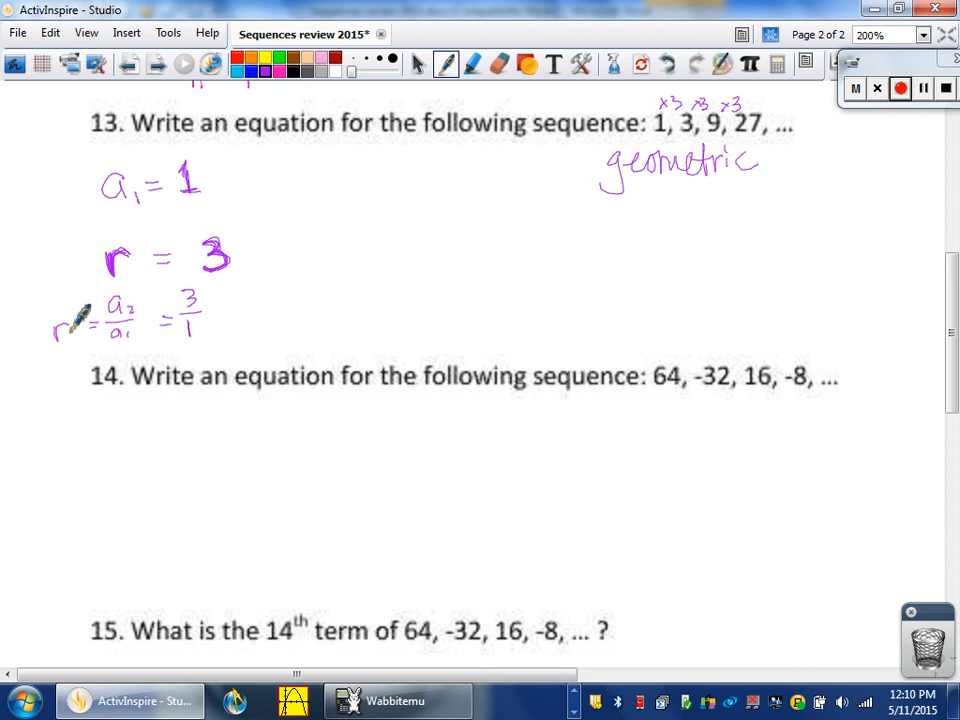 ActivInspire - Studio
File Edit View Insert Tools Help
Sequences review 2015*
Page 2 of 2
200%
M
13. Write an equation for the following sequence: 1, 3, 9, 27, ...
x3 x3 x3
geometric
a₁ = 1
r = 3
r = a₂/a₁ = 3/1
14. Write an equation for the following sequence: 64, -32, 16, -8, ...
15. What is the 14th term of 64, -32, 16, -8, ... ?
ActivInspire - Stu...
Wabbitemu
12:10 PM
5/11/2015